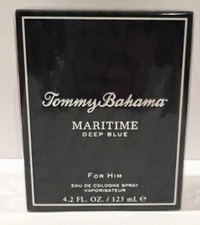 Tommy Bahama®
MARITIME
DEEP BLUE
FOR HIM
EAU DE COLOGNE SPRAY
VAPORISATEUR
4.2 FL. OZ. / 125 mL ℮